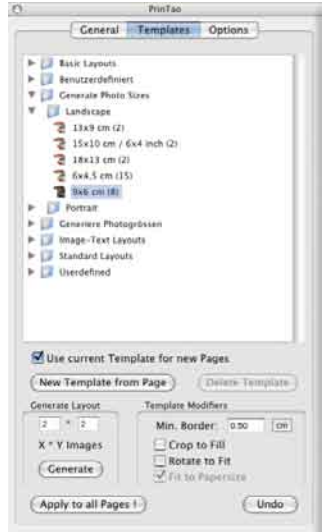 PrinTao
General Templates Options
Basic Layouts
Benutzerdefiniert
Generate Photo Sizes
Landscape
13x9 cm (2)
15x10 cm / 6x4 inch (2)
18x13 cm (2)
6x4,5 cm (15)
9x6 cm (8)
Portrait
Generiere Photogrössen
Image-Text Layouts
Standard Layouts
Userdefined
Use current Template for new Pages
New Template from Page Delete Template
Generate Layout Template Modifiers
2 * 2 Min. Border: 0.50 cm
X * Y Images Crop to Fill
Rotate to Fit
Generate Fit to Papersize
Apply to all Pages ! Undo